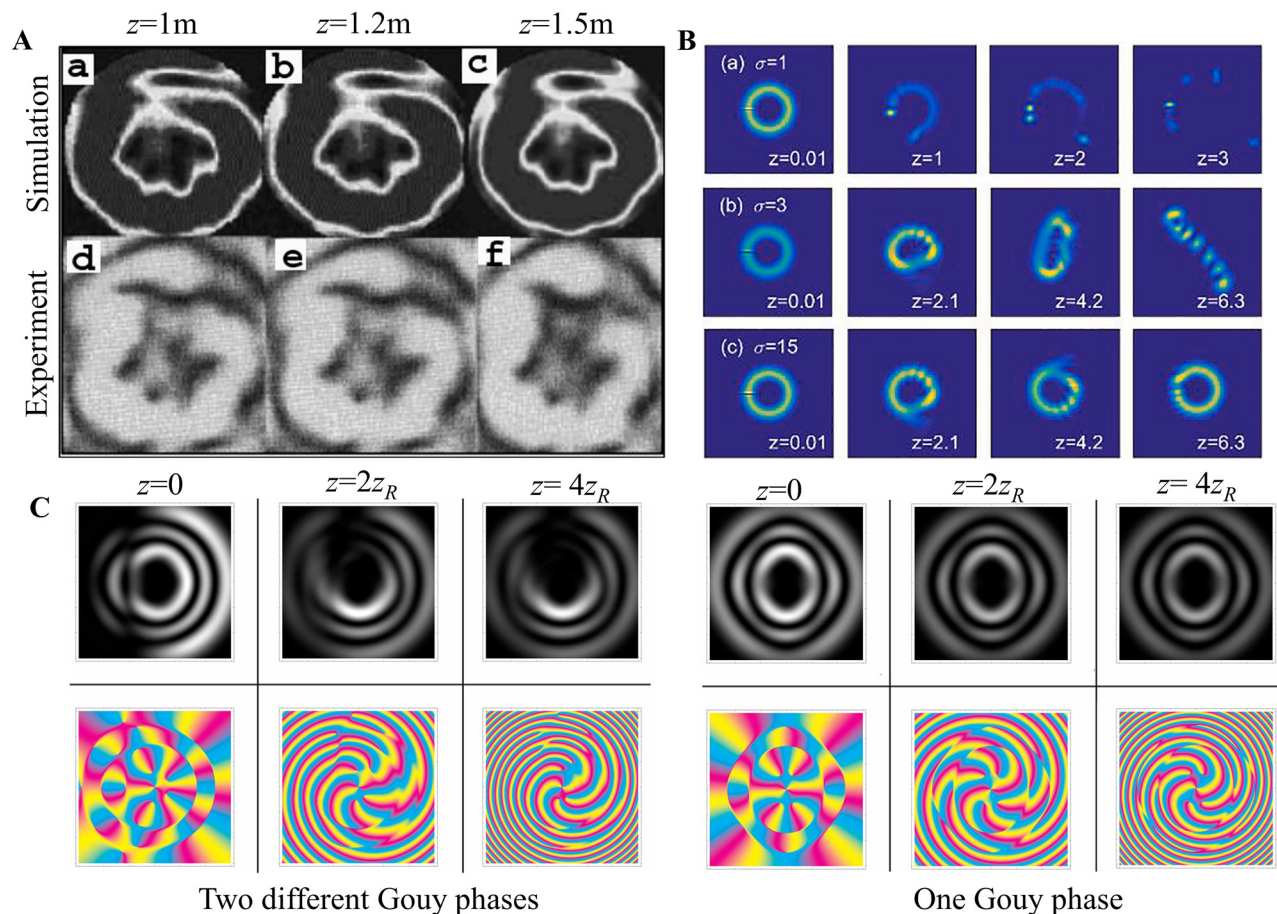 z=1m z=1.2m z=1.5m
A
B
Simulation
a b c
Experiment
d e f
(a) σ=1
z=0.01 z=1 z=2 z=3
(b) σ=3
z=0.01 z=2.1 z=4.2 z=6.3
(c) σ=15
z=0.01 z=2.1 z=4.2 z=6.3
C
z=0 z=2z_R z= 4z_R z=0 z=2z_R z= 4z_R
Two different Gouy phases One Gouy phase